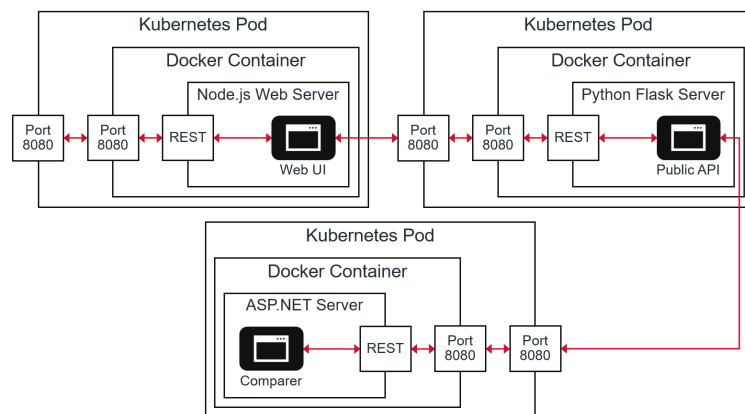 Kubernetes Pod
Docker Container
Node.js Web Server
Port
8080
Port
8080
REST
Web UI
Kubernetes Pod
Docker Container
Python Flask Server
Port
8080
Port
8080
REST
Public API
Kubernetes Pod
Docker Container
ASP.NET Server
Comparer
REST
Port
8080
Port
8080